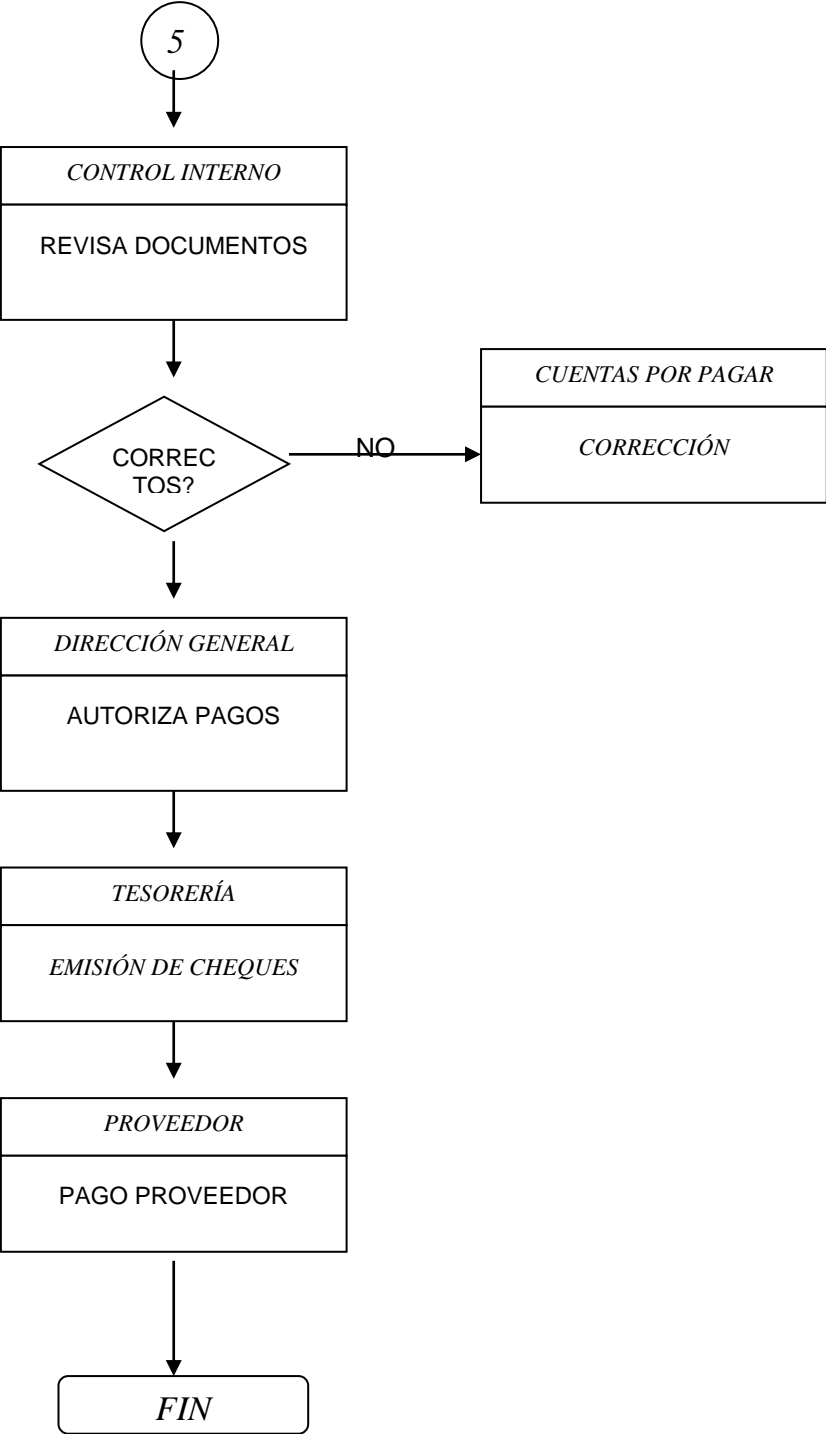 5
CONTROL INTERNO
REVISA DOCUMENTOS
CORREC
TOS?
NO
CUENTAS POR PAGAR
CORRECCIÓN
DIRECCIÓN GENERAL
AUTORIZA PAGOS
TESORERÍA
EMISIÓN DE CHEQUES
PROVEEDOR
PAGO PROVEEDOR
FIN